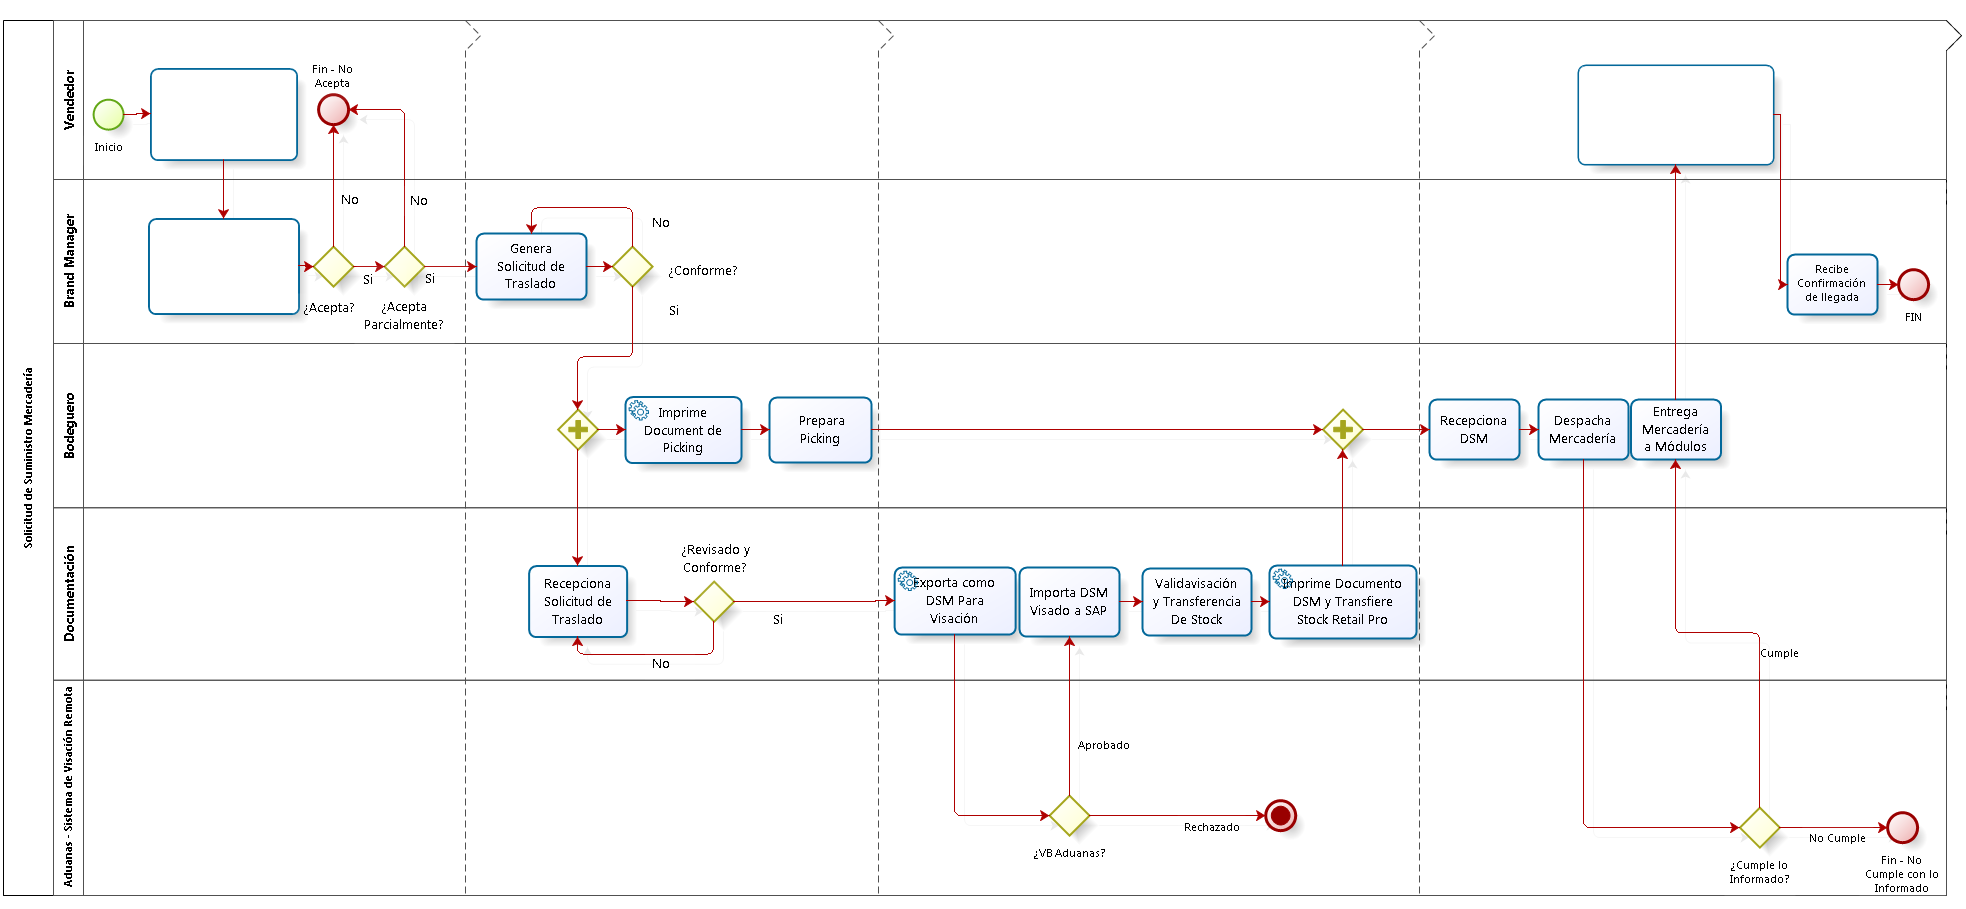 Solicitud de Suministro Mercadería
Vendedor
Inicio
Fin - No
Acepta
No
No
Brand Manager
¿Acepta?
Si
¿Acepta
Parcialmente?
Si
Genera
Solicitud de
Traslado
No
¿Conforme?
Si
Recibe
Confirmación
de llegada
FIN
Bodeguero
Imprime
Document de
Picking
Prepara
Picking
Recepciona
DSM
Despacha
Mercadería
Entrega
Mercadería
a Módulos
Documentación
Recepciona
Solicitud de
Traslado
¿Revisado y
Conforme?
Si
No
Exporta como
DSM Para
Visación
Importa DSM
Visado a SAP
Validavisación
y Transferencia
De Stock
Imprime Documento
DSM y Transfiere
Stock Retail Pro
Cumple
Aduanas - Sistema de Visación Remota
Aprobado
¿VB Aduanas?
Rechazado
¿Cumple lo
Informado?
No Cumple
Fin - No
Cumple con lo
Informado